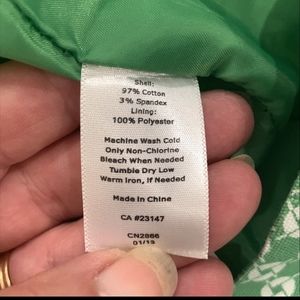 Shell:
97% Cotton
3% Spandex
Lining:
100% Polyester
Machine Wash Cold
Only Non-Chlorine
Bleach When Needed
Tumble Dry Low
Warm Iron, If Needed
Made in China
CA #23147
CN2866
01/13